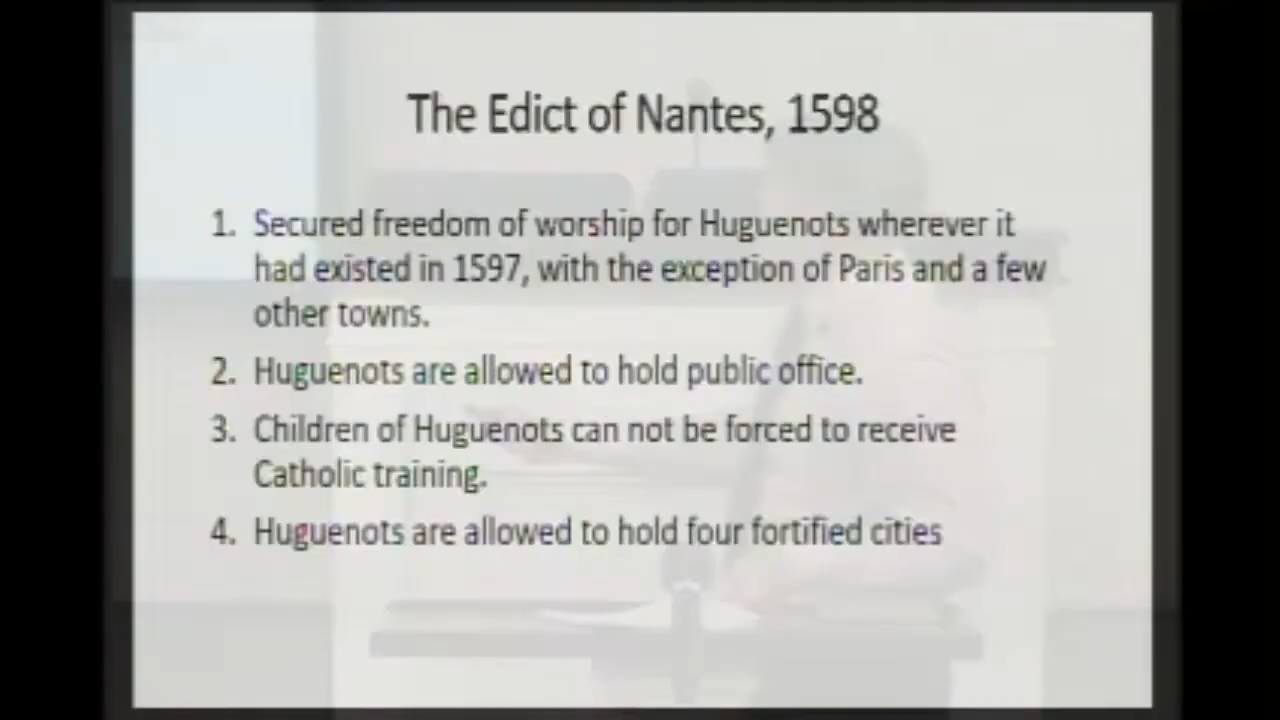 The Edict of Nantes, 1598
1. Secured freedom of worship for Huguenots wherever it
had existed in 1597, with the exception of Paris and a few
other towns.
2. Huguenots are allowed to hold public office.
3. Children of Huguenots can not be forced to receive
Catholic training.
4. Huguenots are allowed to hold four fortified cities